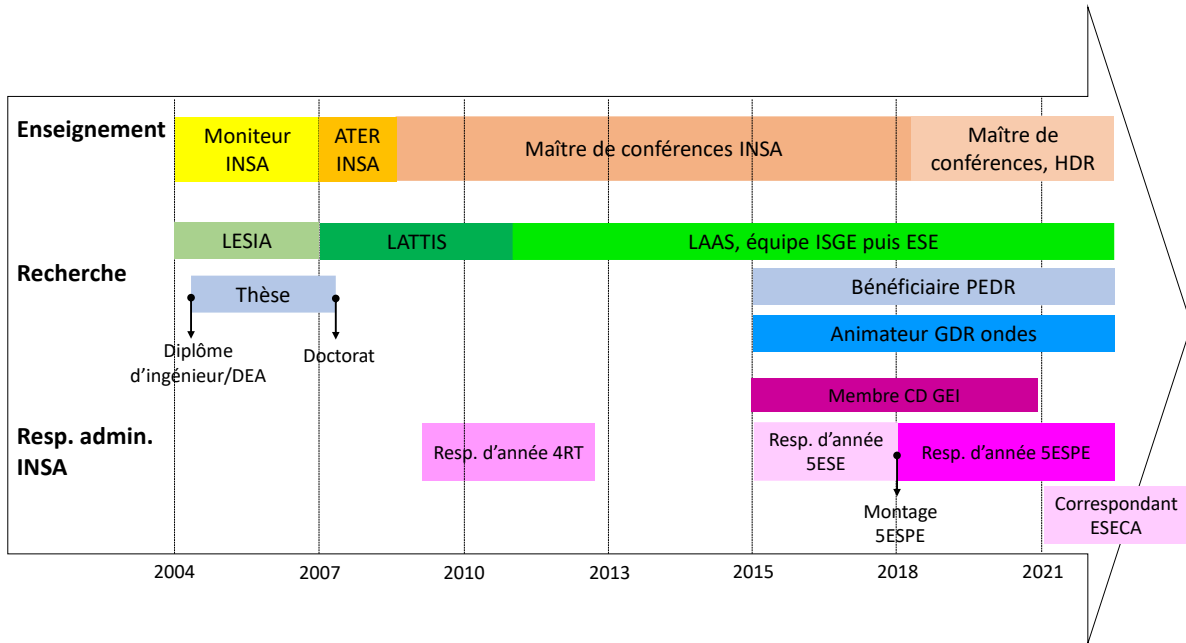 Enseignement
Moniteur
INSA
ATER
INSA
Maître de conférences INSA
Maître de
conférences, HDR
LESIA
LATTIS
LAAS, équipe ISGE puis ESE
Recherche
Thèse
Bénéficiaire PEDR
Diplôme
d’ingénieur/DEA
Doctorat
Animateur GDR ondes
Membre CD GEI
Resp. admin.
INSA
Resp. d’année 4RT
Resp. d’année
5ESE
Resp. d’année 5ESPE
Montage
5ESPE
Correspondant
ESECA
2004
2007
2010
2013
2015
2018
2021